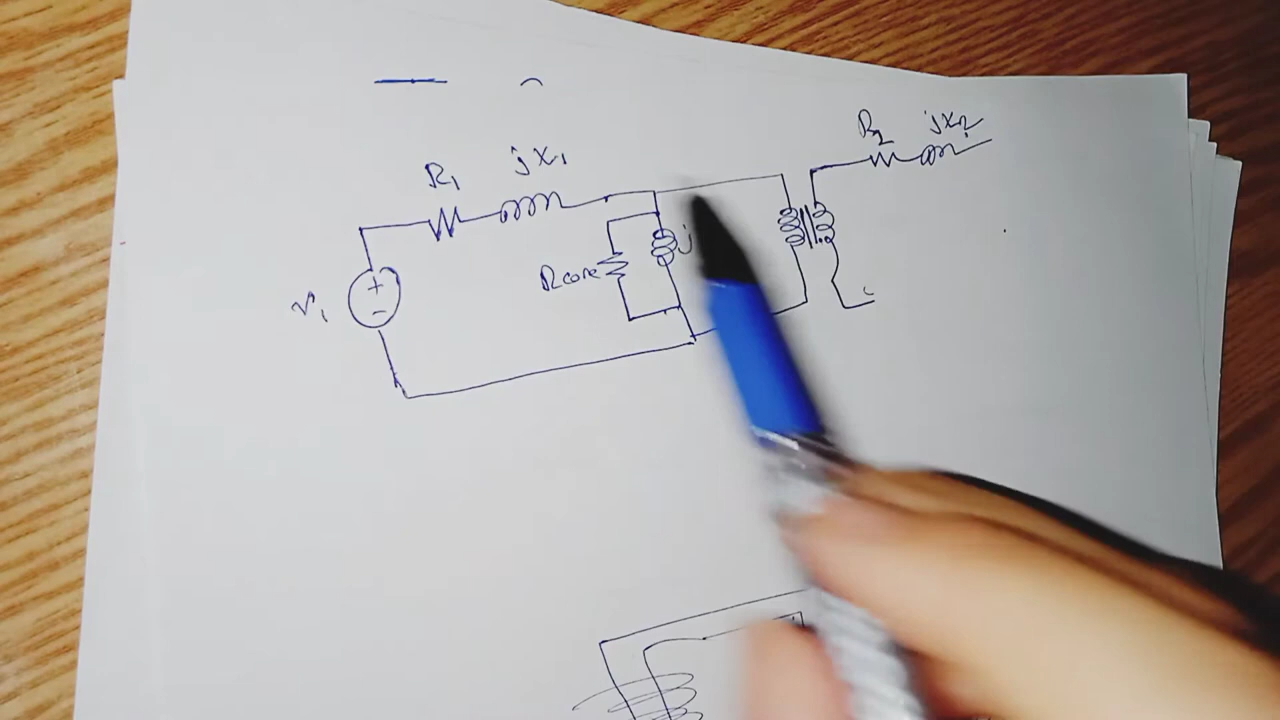 R₂ jx₂
R₁ jx₁
Rcore j
v₁ + -